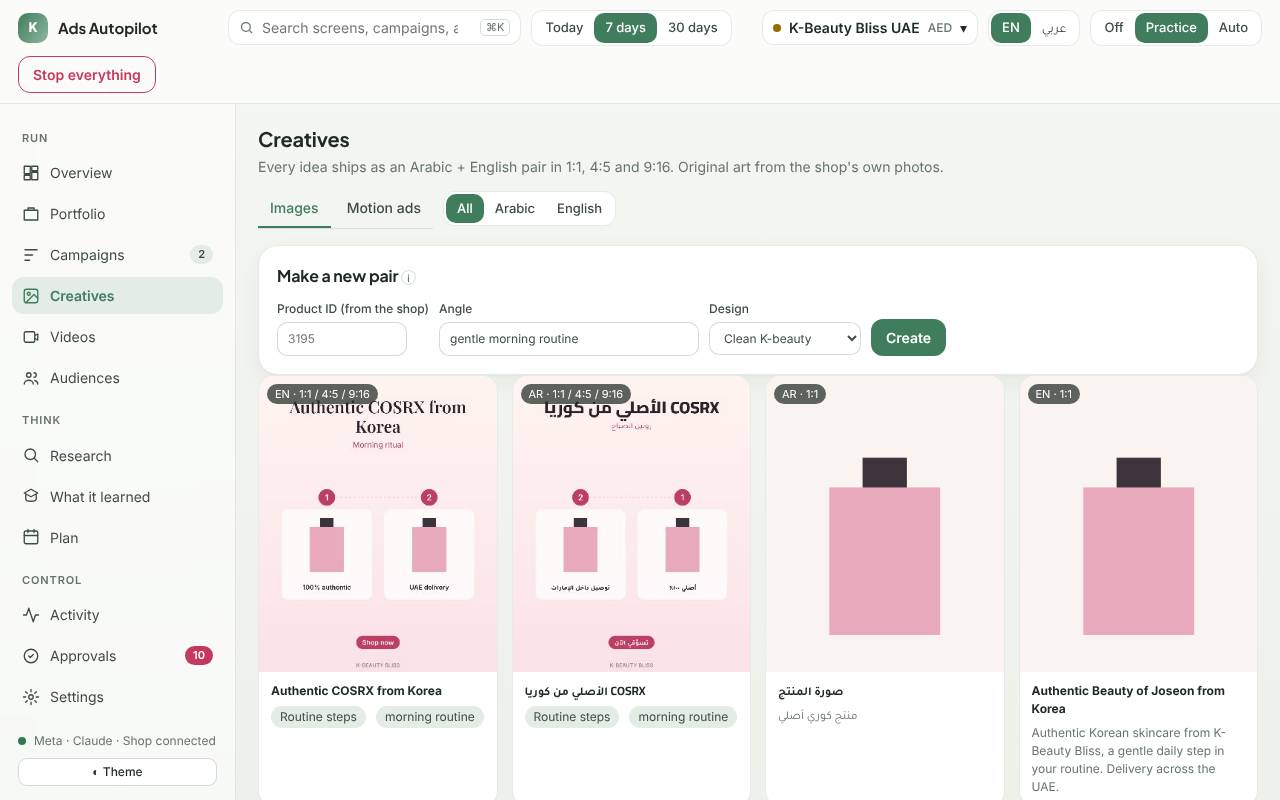 K
Ads Autopilot
Search screens, campaigns, a
⌘K
Today
7 days
30 days
K-Beauty Bliss UAE AED ▾
EN
عربي
Off
Practice
Auto
Stop everything
RUN
Overview
Portfolio
Campaigns 2
Creatives
Videos
Audiences
THINK
Research
What it learned
Plan
CONTROL
Activity
Approvals 10
Settings
Meta · Claude · Shop connected
Theme
Creatives
Every idea ships as an Arabic + English pair in 1:1, 4:5 and 9:16. Original art from the shop's own photos.
Images
Motion ads
All
Arabic
English
Make a new pair i
Product ID (from the shop)
3195
Angle
gentle morning routine
Design
Clean K-beauty
Create
EN · 1:1 / 4:5 / 9:16
Authentic COSRX from
Korea
Morning ritual
1
2
100% authentic
UAE delivery
Shop now
K-BEAUTY BLISS
Authentic COSRX from Korea
Routine steps
morning routine
AR · 1:1 / 4:5 / 9:16
COSRX الأصلي من كوريا
روتين الصباح
1
2
أصلي ١٠٠%
توصيل داخل الإمارات
تسوّقي الآن
K-BEAUTY BLISS
COSRX الأصلي من كوريا
Routine steps
morning routine
AR · 1:1
صورة المنتج
منتج كوري أصلي
EN · 1:1
Authentic Beauty of Joseon from
Korea
Authentic Korean skincare from K-
Beauty Bliss, a gentle daily step in
your routine. Delivery across the
UAE.